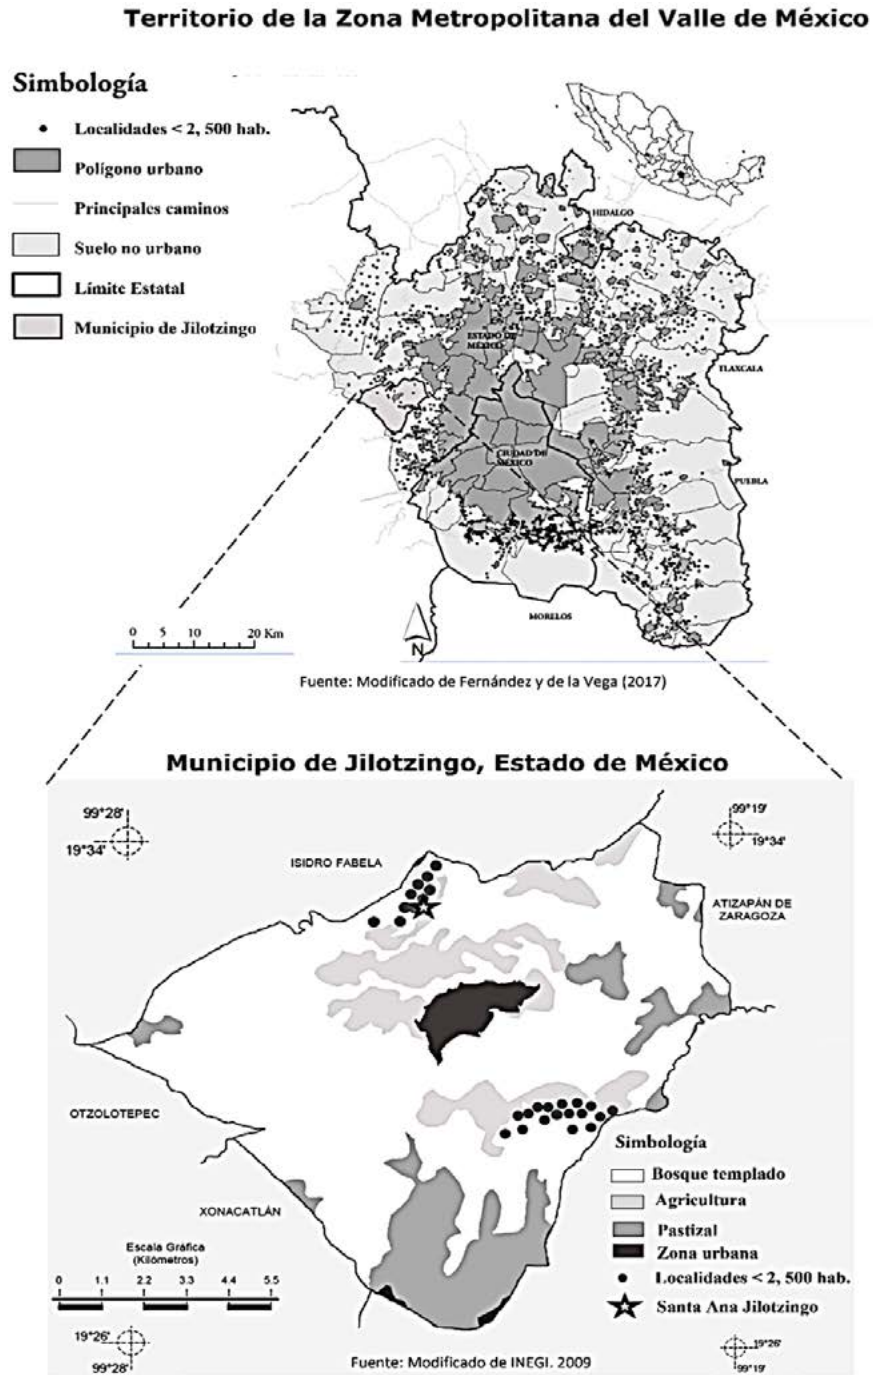 Territorio de la Zona Metropolitana del Valle de México
Simbología
Localidades < 2, 500 hab.
Polígono urbano
Principales caminos
Suelo no urbano
Límite Estatal
Municipio de Jilotzingo
HIDALGO
ESTADO DE
MÉXICO
TLAXCALA
CIUDAD DE
MÉXICO
PUEBLA
MORELOS
0 5 10 20 Km
N
Fuente: Modificado de Fernández y de la Vega (2017)
Municipio de Jilotzingo, Estado de México
99°28'
19°34'
99°19'
19°34'
ISIDRO FABELA
ATIZAPÁN DE
ZARAGOZA
OTZOLOTEPEC
XONACATLÁN
Simbología
Bosque templado
Agricultura
Pastizal
Zona urbana
Localidades < 2, 500 hab.
Santa Ana Jilotzingo
Escala Gráfica
(Kilómetros)
0 1.1 2.2 3.3 4.4 5.5
19°26'
99°28'
19°26'
99°19'
Fuente: Modificado de INEGI. 2009